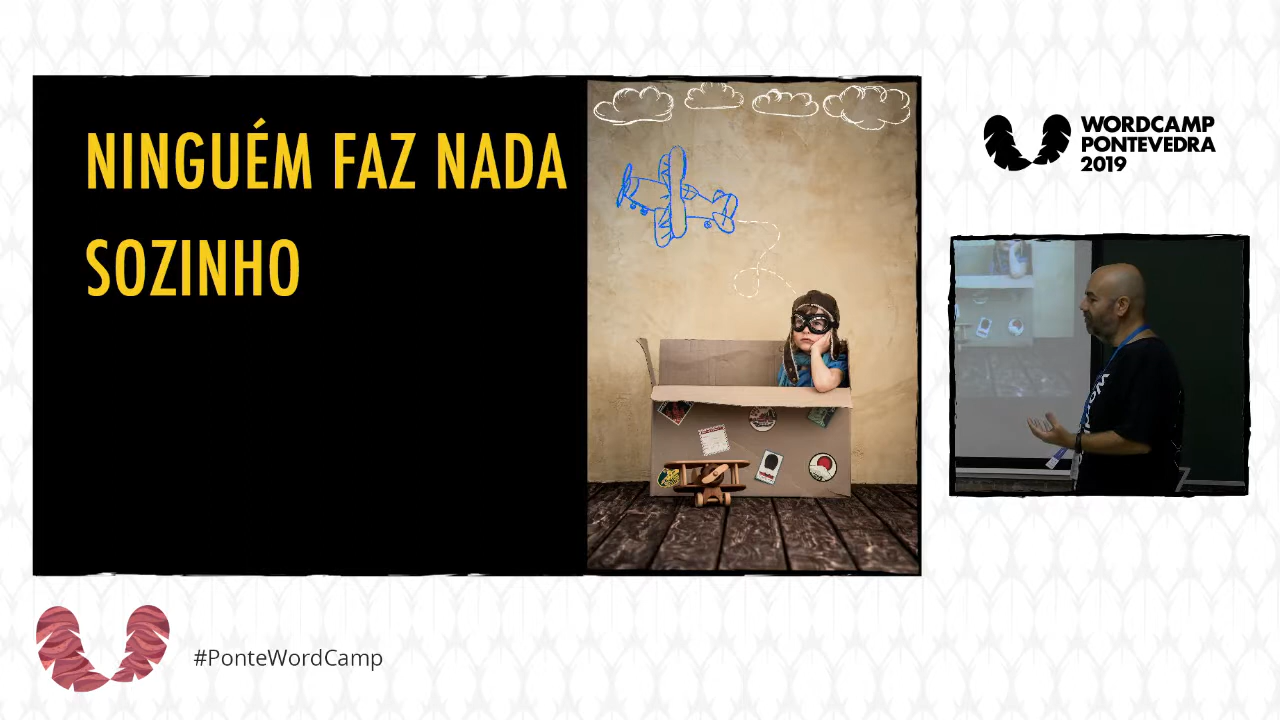 NINGUÉM FAZ NADA
SOZINHO
WORDCAMP
PONTEVEDRA
2019
#PonteWordCamp